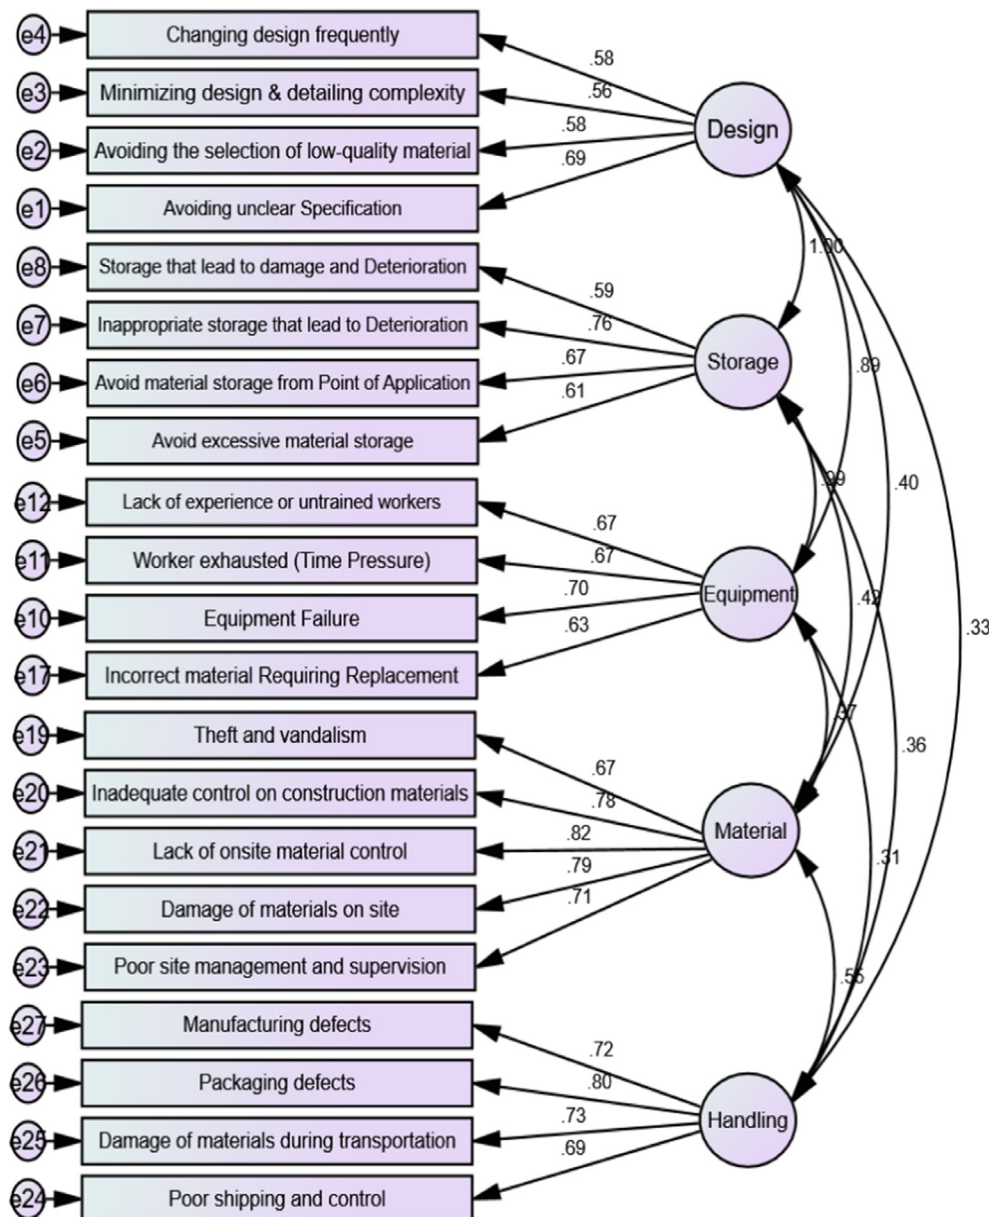 e4 Changing design frequently
.58
e3 Minimizing design & detailing complexity
.56
Design
e2 Avoiding the selection of low-quality material
.58
e1 Avoiding unclear Specification
.69
e8 Storage that lead to damage and Deterioration
1.00
.59
e7 Inappropriate storage that lead to Deterioration
.76
Storage
.89
e6 Avoid material storage from Point of Application
.67
e5 Avoid excessive material storage
.61
.99
.40
e12 Lack of experience or untrained workers
.67
e11 Worker exhausted (Time Pressure)
.67
Equipment
.42
e10 Equipment Failure
.70
.33
e17 Incorrect material Requiring Replacement
.63
.37
e19 Theft and vandalism
.36
.67
e20 Inadequate control on construction materials
.78
Material
e21 Lack of onsite material control
.82
.31
e22 Damage of materials on site
.79
e23 Poor site management and supervision
.71
.55
e27 Manufacturing defects
.72
e26 Packaging defects
.80
Handling
e25 Damage of materials during transportation
.73
e24 Poor shipping and control
.69